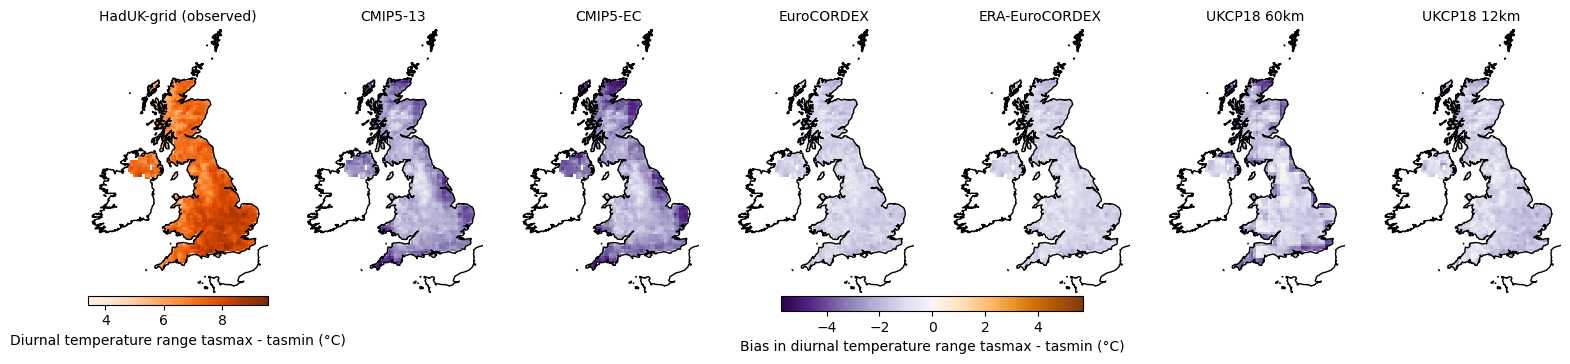 HadUK-grid (observed)
CMIP5-13
CMIP5-EC
EuroCORDEX
ERA-EuroCORDEX
UKCP18 60km
UKCP18 12km
4 6 8
Diurnal temperature range tasmax - tasmin (°C)
−4 −2 0 2 4
Bias in diurnal temperature range tasmax - tasmin (°C)